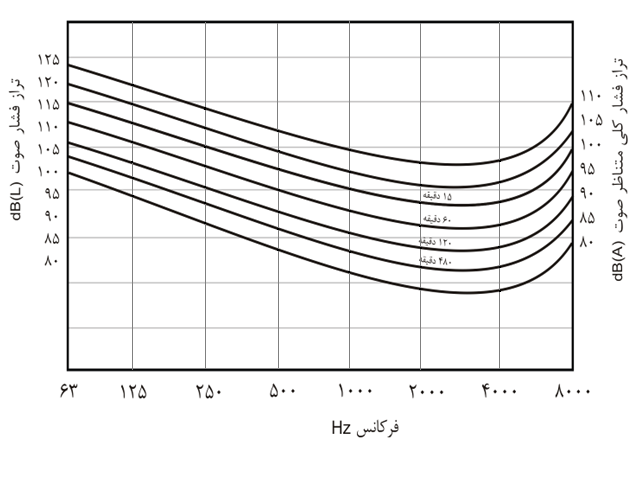 تراز فشار صوت dB(L)
۱۲۵
۱۲۰
۱۱۵
۱۱۰
۱۰۵
۱۰۰
۹۵
۹۰
۸۵
۸۰
۱۵ دقیقه
۶۰ دقیقه
۱۲۰ دقیقه
۴۸۰ دقیقه
۱۱۰
۱۰۵
۱۰۰
۹۵
۹۰
۸۵
۸۰
تراز فشار کلی متناظر صوت dB(A)
۶۳ ۱۲۵ ۲۵۰ ۵۰۰ ۱۰۰۰ ۲۰۰۰ ۴۰۰۰ ۸۰۰۰
فرکانس Hz